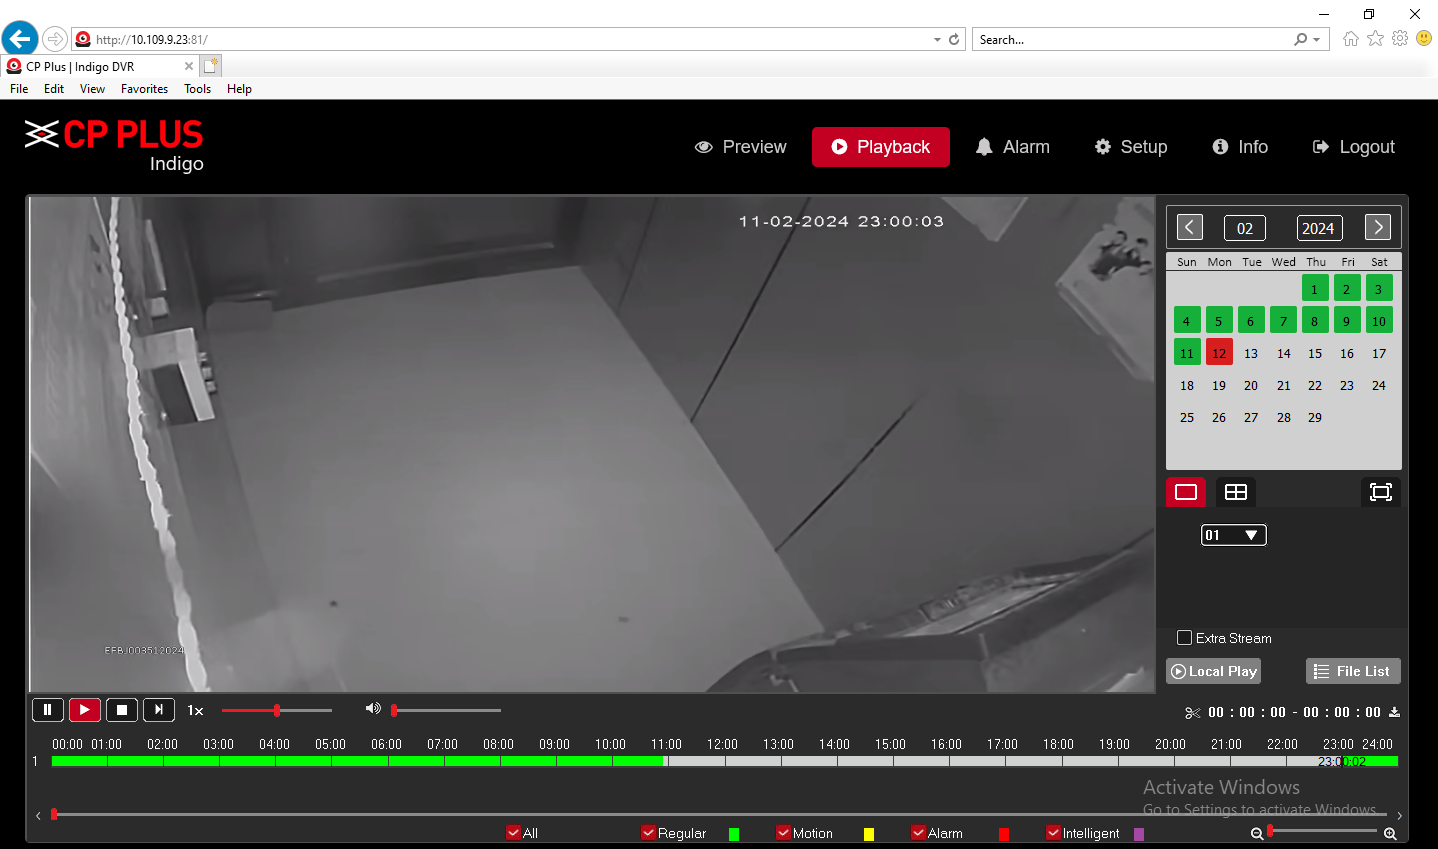 http://10.109.9.23:81/
Search...
CP Plus | Indigo DVR
File Edit View Favorites Tools Help
CP PLUS
Indigo
Preview Playback Alarm Setup Info Logout
11-02-2024 23:00:03
02 2024
Sun Mon Tue Wed Thu Fri Sat
1 2 3
4 5 6 7 8 9 10
11 12 13 14 15 16 17
18 19 20 21 22 23 24
25 26 27 28 29
01
Extra Stream
Local Play File List
EFBJ003512024
1x
00 : 00 : 00 - 00 : 00 : 00
00:00 01:00 02:00 03:00 04:00 05:00 06:00 07:00 08:00 09:00 10:00 11:00 12:00 13:00 14:00 15:00 16:00 17:00 18:00 19:00 20:00 21:00 22:00 23:00 24:00
1
23:00:02
Activate Windows
Go to Settings to activate Windows.
All Regular Motion Alarm Intelligent